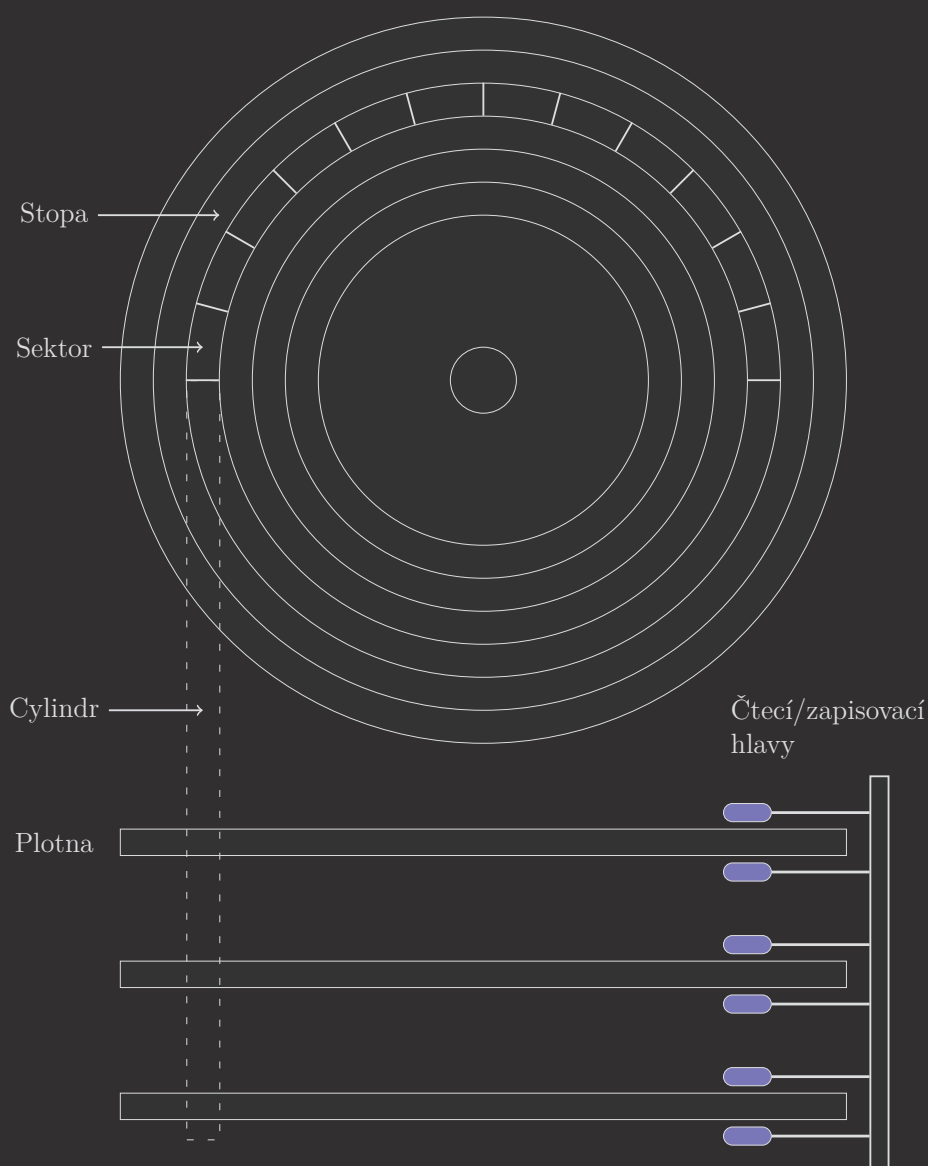 Stopa
Sektor
Cylindr
Čtecí/zapisovací
hlavy
Plotna